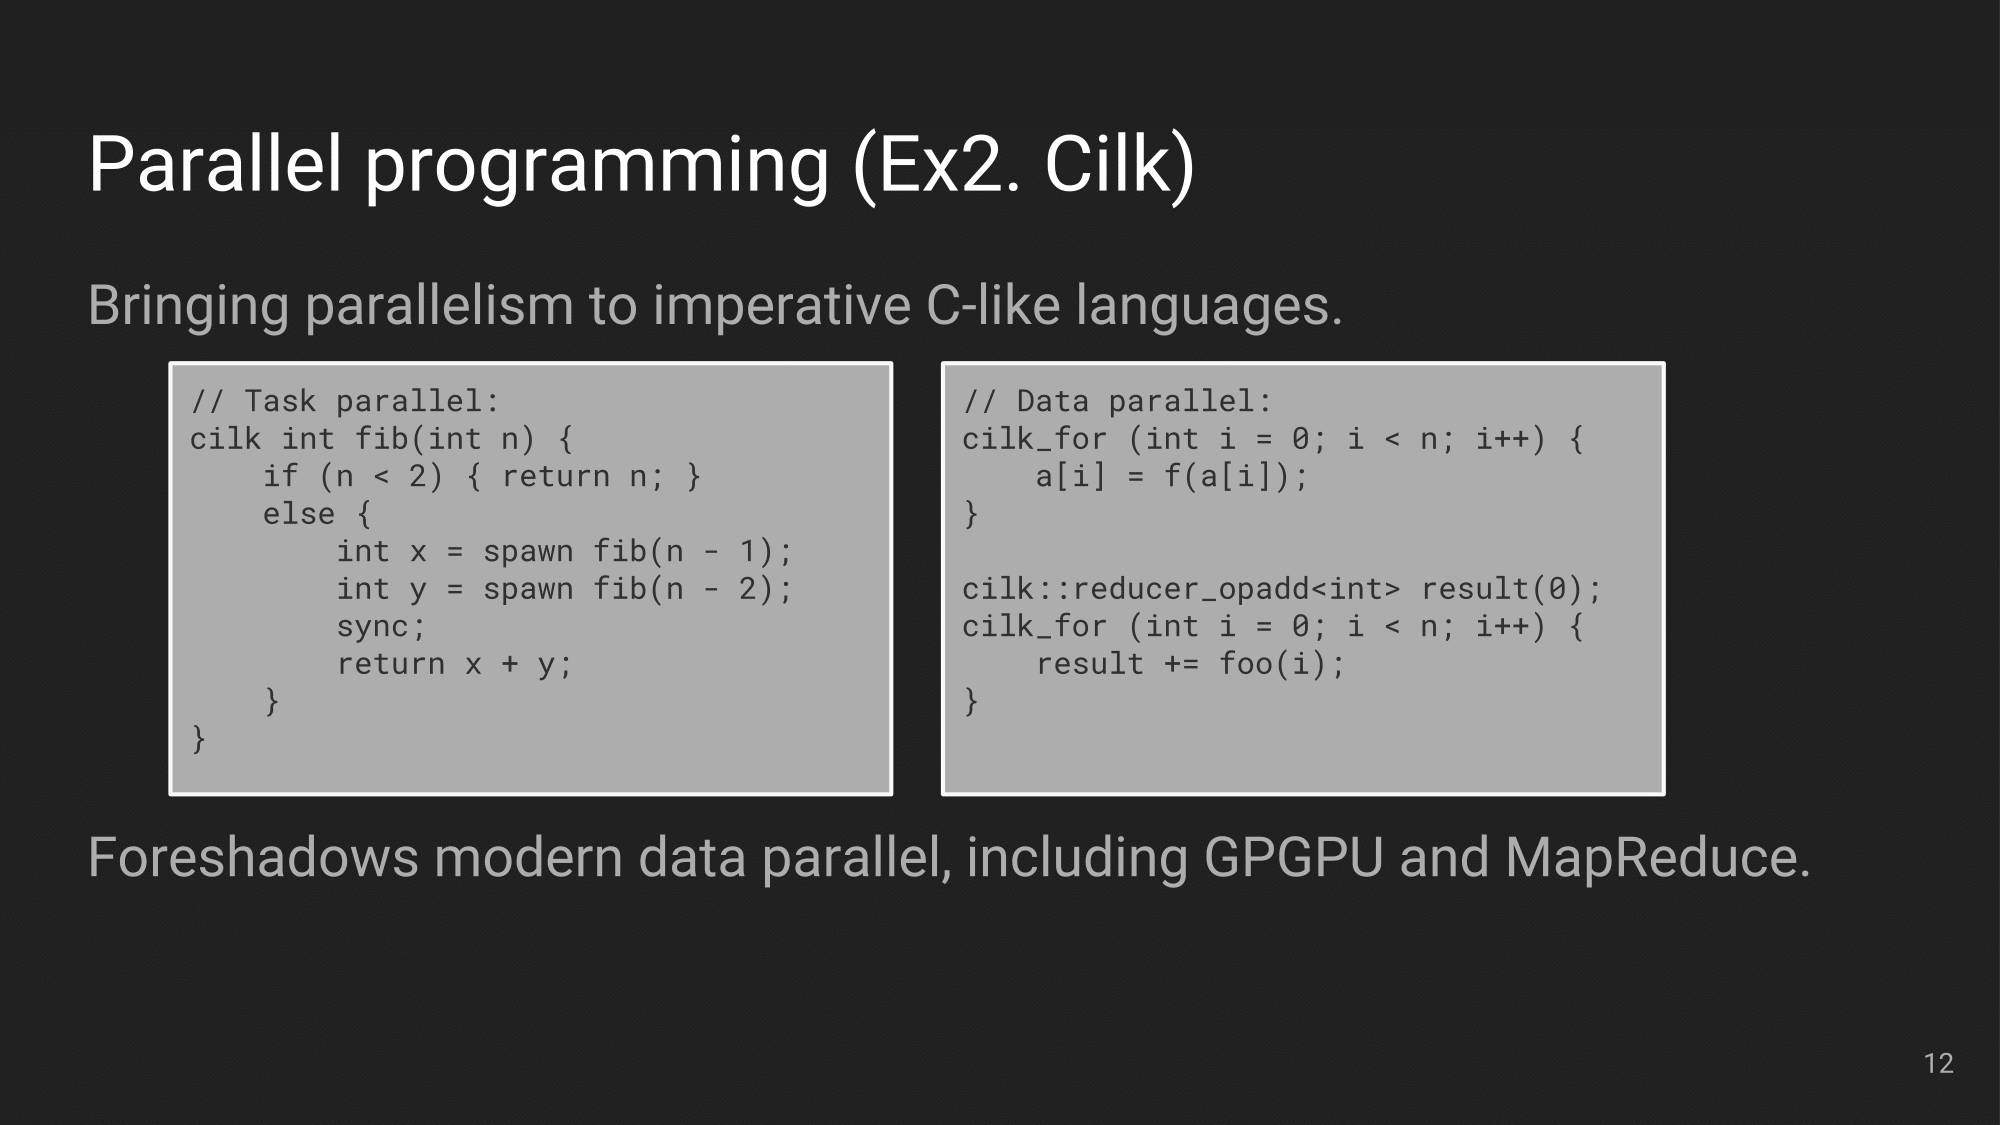 Parallel programming (Ex2. Cilk)
Bringing parallelism to imperative C-like languages.
// Task parallel:
cilk int fib(int n) {
    if (n < 2) { return n; }
    else {
        int x = spawn fib(n - 1);
        int y = spawn fib(n - 2);
        sync;
        return x + y;
    }
}
// Data parallel:
cilk_for (int i = 0; i < n; i++) {
    a[i] = f(a[i]);
}
cilk::reducer_opadd<int> result(0);
cilk_for (int i = 0; i < n; i++) {
    result += foo(i);
}
Foreshadows modern data parallel, including GPGPU and MapReduce.
12